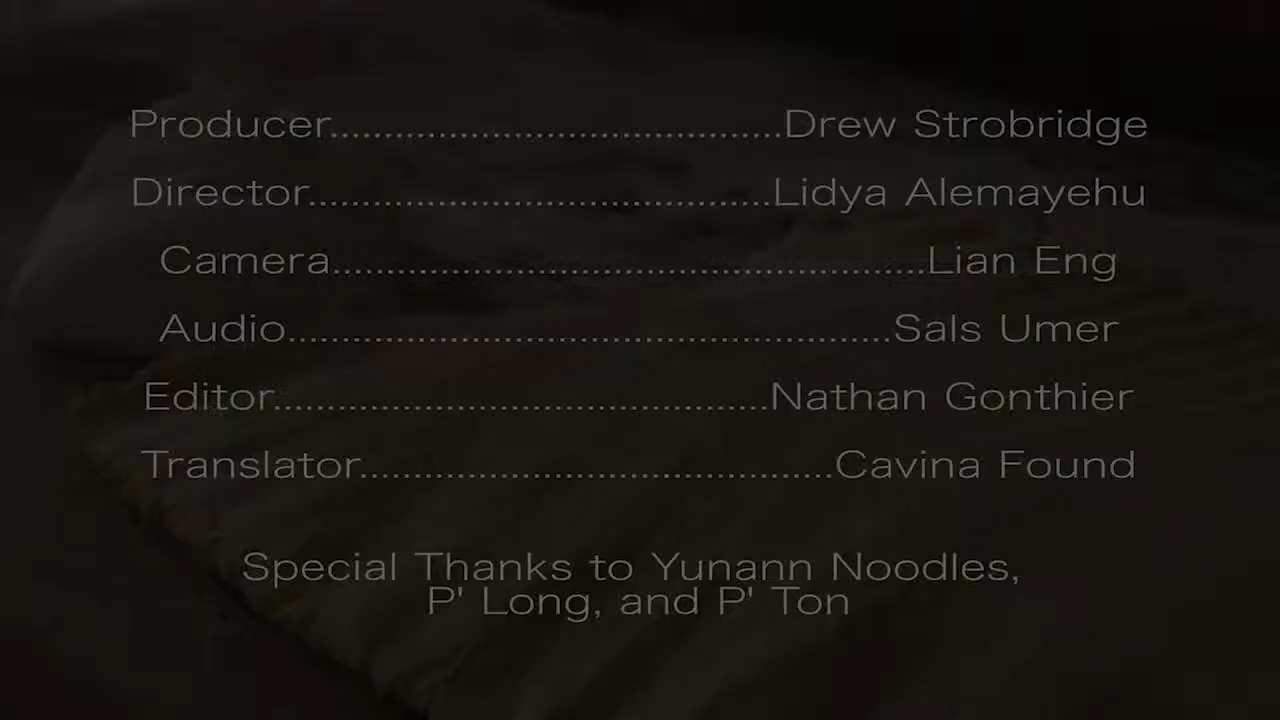 Producer..........................................Drew Strobridge
Director...........................................Lidya Alemayehu
Camera.......................................................Lian Eng
Audio........................................................Sals Umer
Editor..............................................Nathan Gonthier
Translator............................................Cavina Found
Special Thanks to Yunann Noodles,
P' Long, and P' Ton